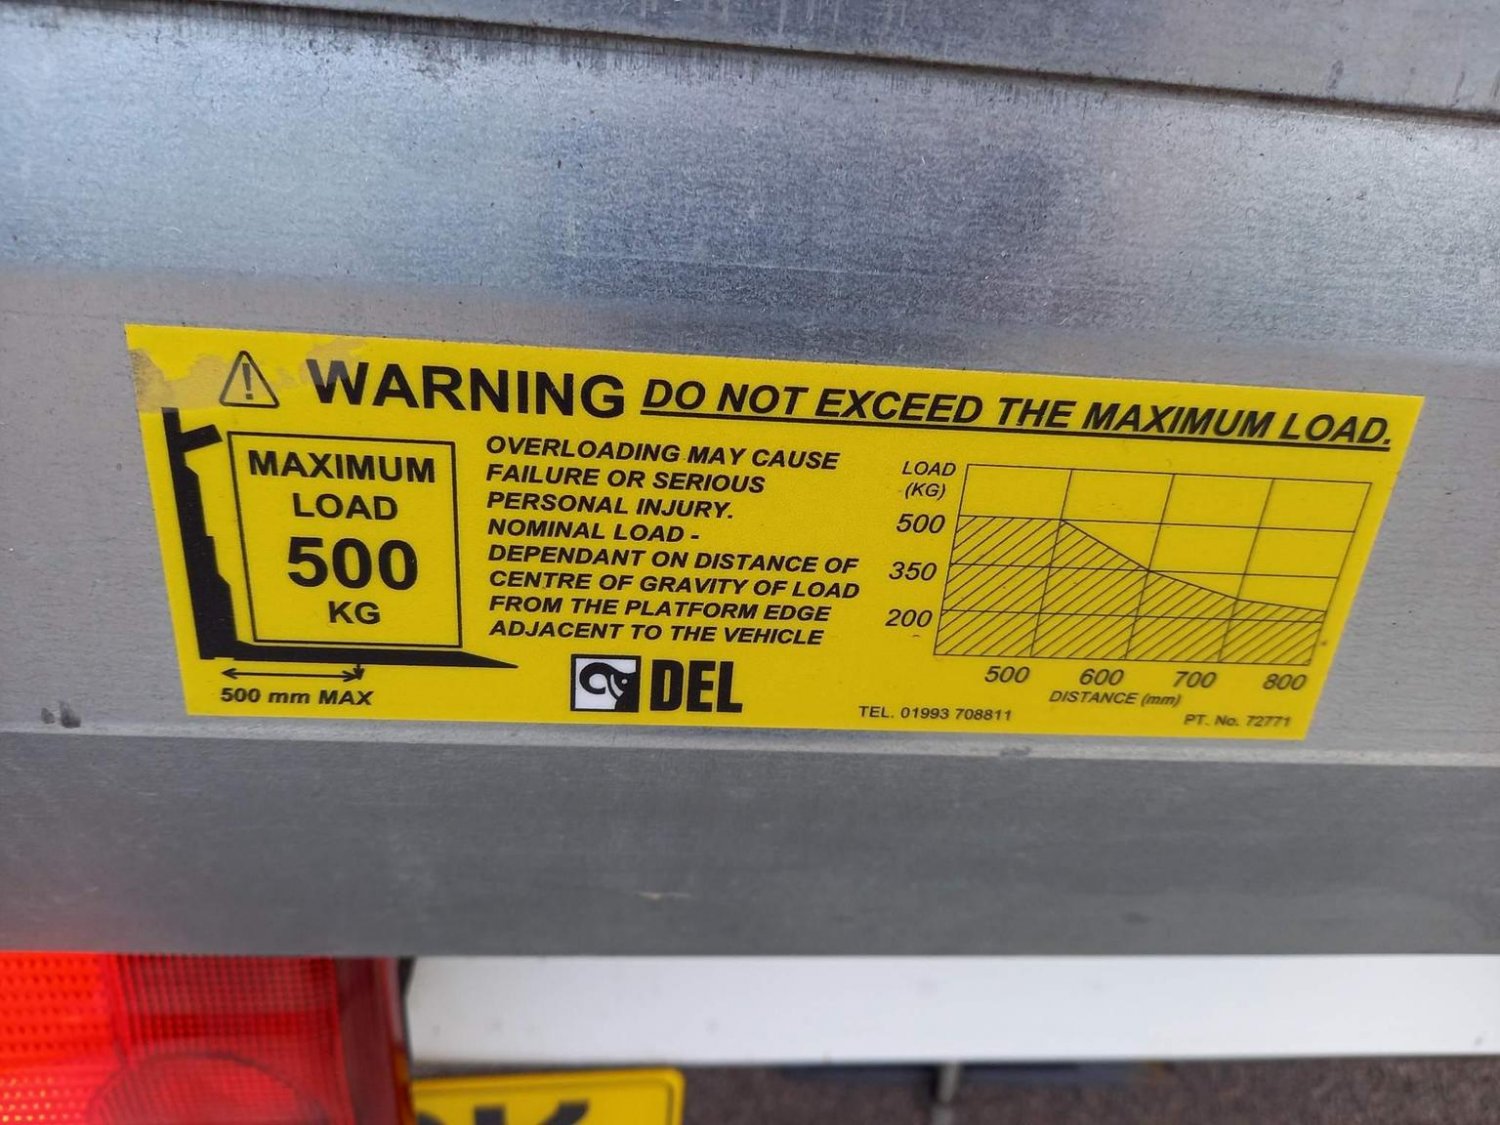 WARNING DO NOT EXCEED THE MAXIMUM LOAD.
MAXIMUM
LOAD
500
KG
500 mm MAX
OVERLOADING MAY CAUSE
FAILURE OR SERIOUS
PERSONAL INJURY.
NOMINAL LOAD -
DEPENDANT ON DISTANCE OF
CENTRE OF GRAVITY OF LOAD
FROM THE PLATFORM EDGE
ADJACENT TO THE VEHICLE
DEL
LOAD
(KG)
500
350
200
500 600 700 800
DISTANCE (mm)
TEL. 01993 708811
PT. No. 72771